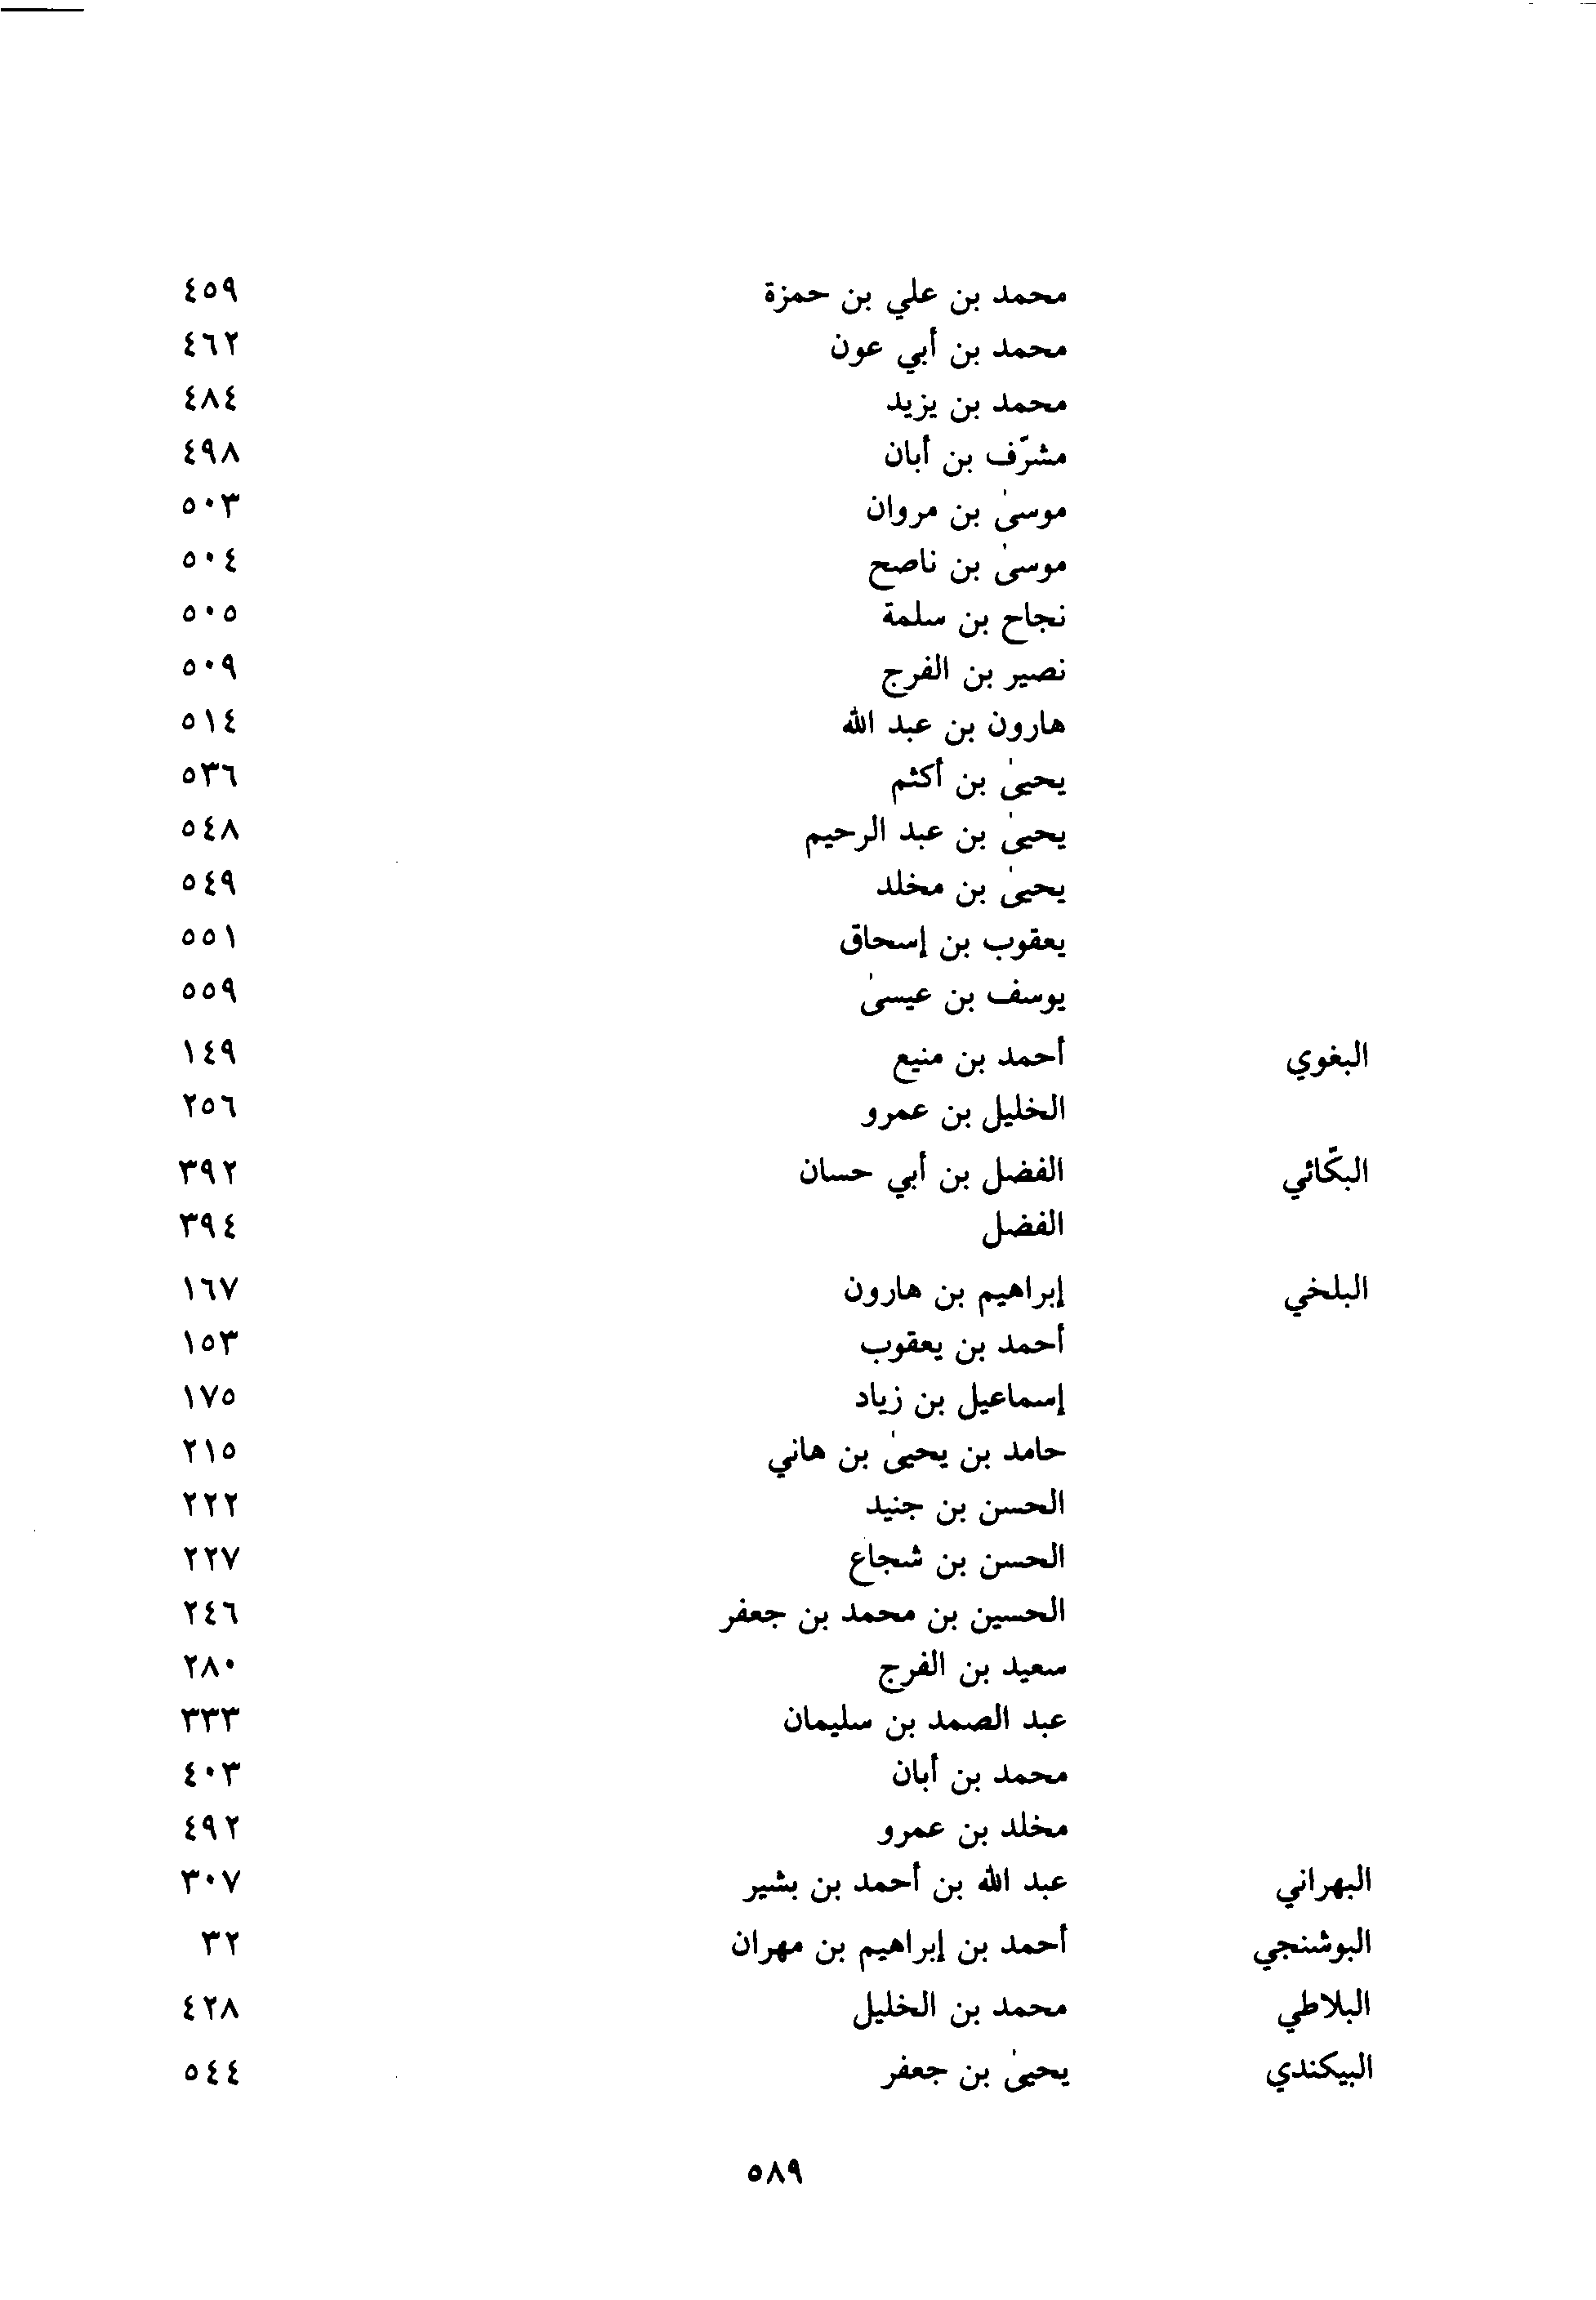 محمد بن علي بن حمزة ٤٥٩
محمد بن أبي عون ٤٦٢
محمد بن يزيد ٤٨٤
مشرّف بن أبان ٤٩٨
موسىٰ بن مروان ٥٠٣
موسىٰ بن ناصح ٥٠٤
نجاح بن سلمة ٥٠٥
نصير بن الفرج ٥٠٩
هارون بن عبد الله ٥١٤
يحيىٰ بن أكثم ٥٣٦
يحيىٰ بن عبد الرحيم ٥٤٨
يحيىٰ بن مخلد ٥٤٩
يعقوب بن إسحاق ٥٥١
يوسف بن عيسىٰ ٥٥٩
البغوي أحمد بن منيع ١٤٩
الخليل بن عمرو ٢٥٦
البكّائي الفضل بن أبي حسان ٣٩٢
الفضل ٣٩٤
البلخي إبراهيم بن هارون ١٦٧
أحمد بن يعقوب ١٥٣
إسماعيل بن زياد ١٧٥
حامد بن يحيىٰ بن هاني ٢١٥
الحسن بن جنيد ٢٢٢
الحسن بن شجاع ٢٢٧
الحسين بن محمد بن جعفر ٢٤٦
سعيد بن الفرج ٢٨٠
عبد الصمد بن سليمان ٣٣٣
محمد بن أبان ٤٠٣
مخلد بن عمرو ٤٩٢
البهراني عبد الله بن أحمد بن بشير ٣٠٧
البوشنجي أحمد بن إبراهيم بن مهران ٣٢
البلاطي محمد بن الخليل ٤٢٨
البيكندي يحيىٰ بن جعفر ٥٤٤
٥٨٩